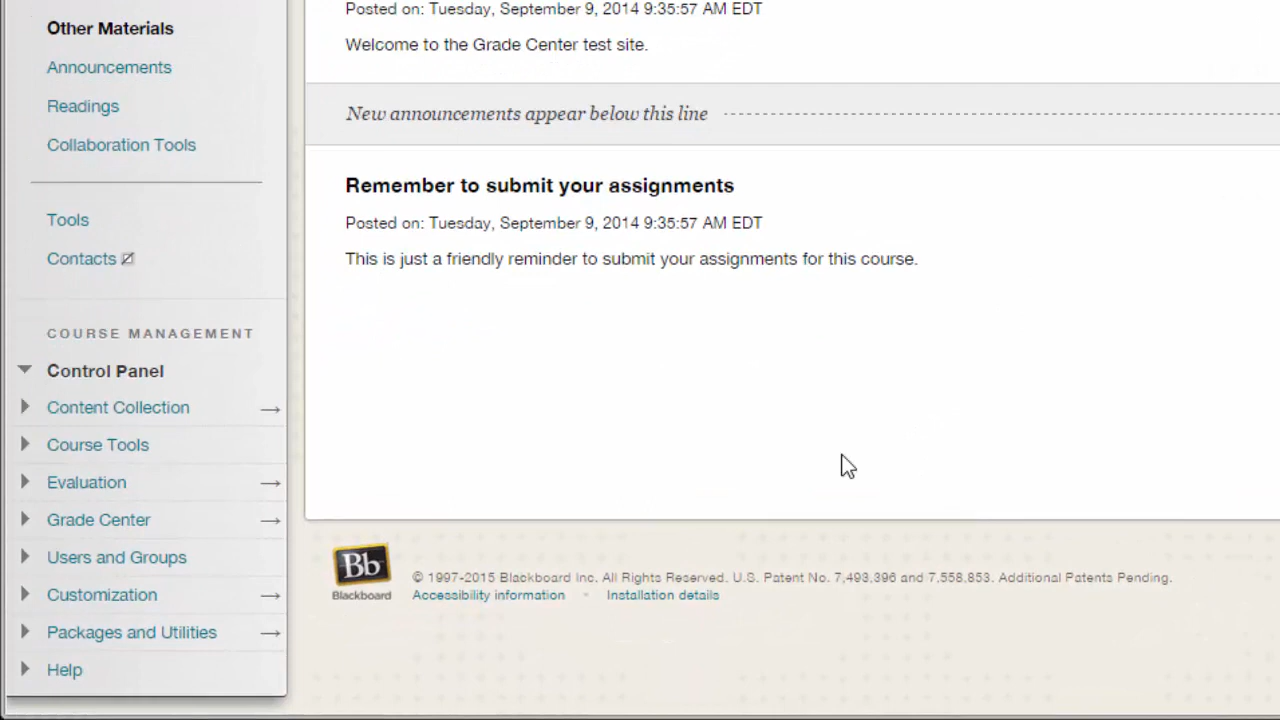 Other Materials
Announcements
Readings
Collaboration Tools
Tools
Contacts
COURSE MANAGEMENT
Control Panel
Content Collection
Course Tools
Evaluation
Grade Center
Users and Groups
Customization
Packages and Utilities
Help
Posted on: Tuesday, September 9, 2014 9:35:57 AM EDT
Welcome to the Grade Center test site.
New announcements appear below this line
Remember to submit your assignments
Posted on: Tuesday, September 9, 2014 9:35:57 AM EDT
This is just a friendly reminder to submit your assignments for this course.
Bb
Blackboard
© 1997-2015 Blackboard Inc. All Rights Reserved. U.S. Patent No. 7,493,396 and 7,558,853. Additional Patents Pending.
Accessibility information • Installation details